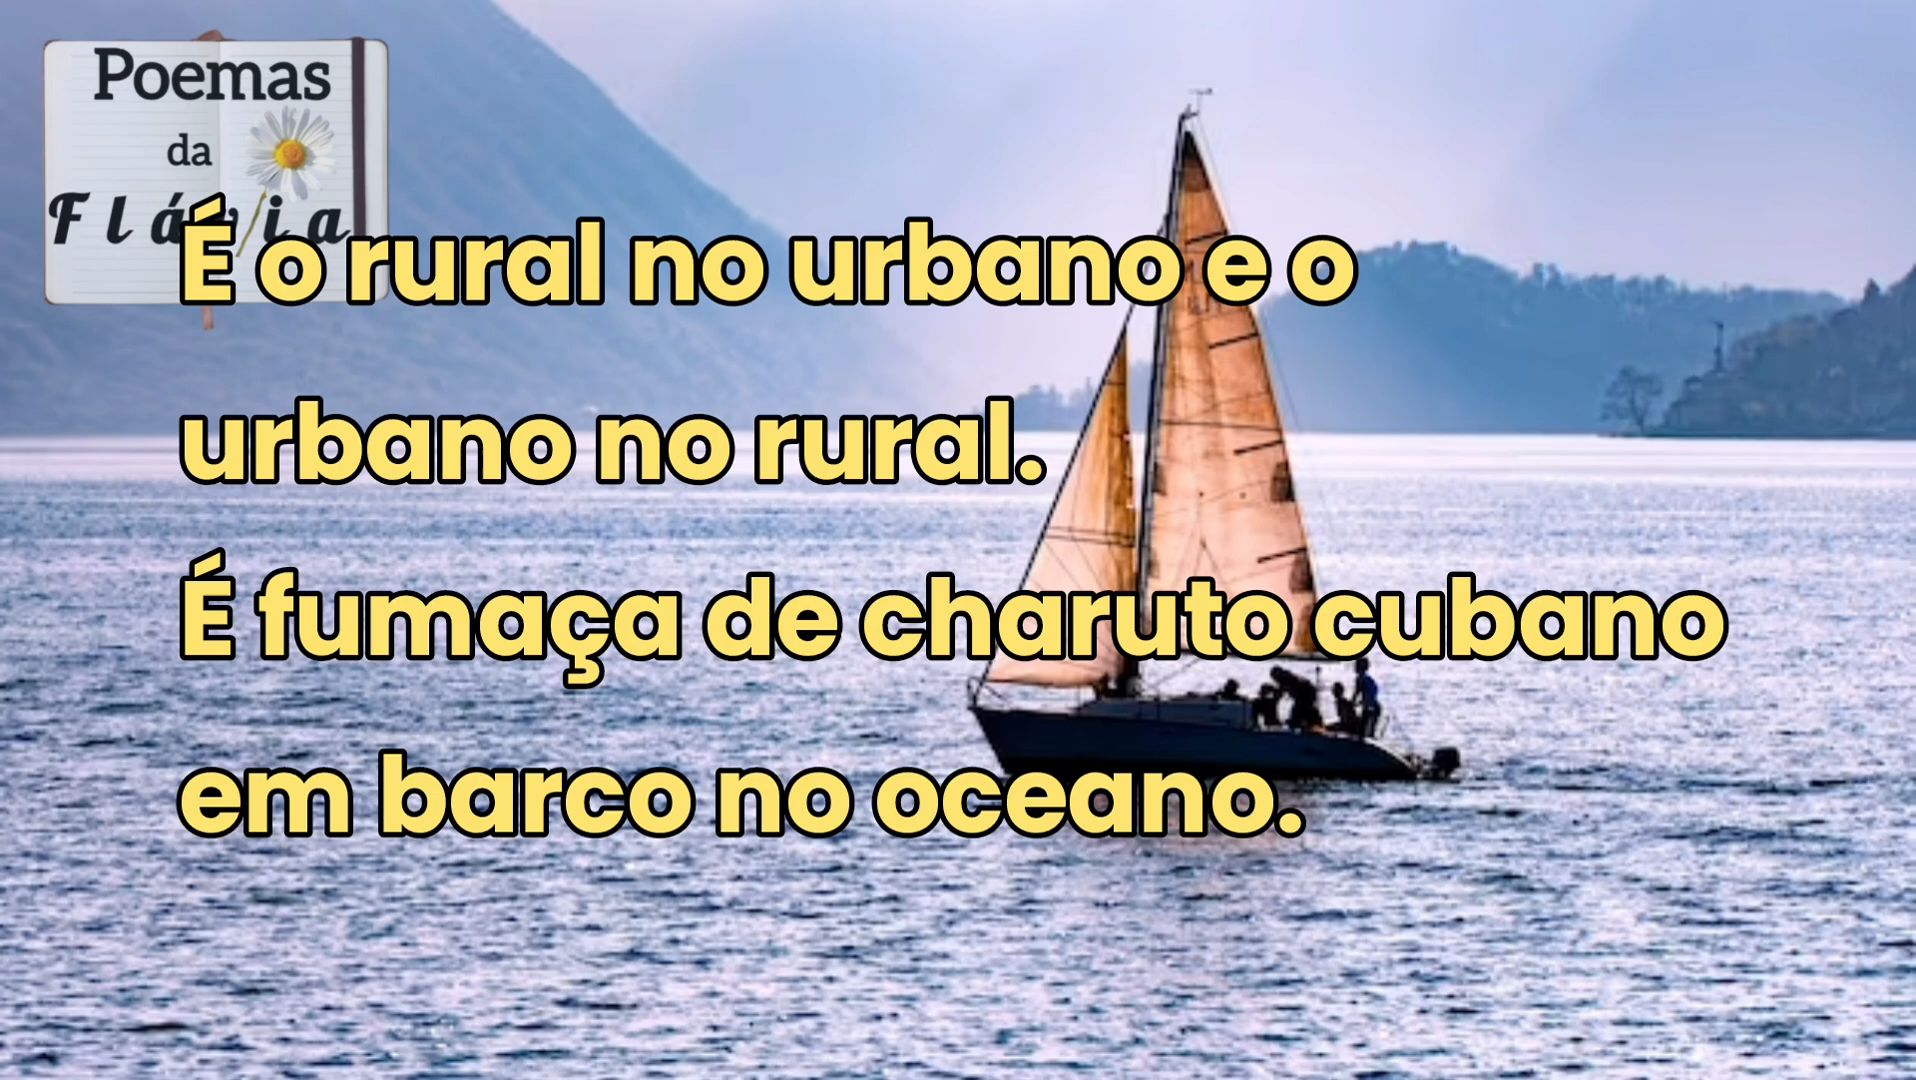 Poemas
da
Flávia
É o rural no urbano e o
urbano no rural.
É fumaça de charuto cubano
em barco no oceano.